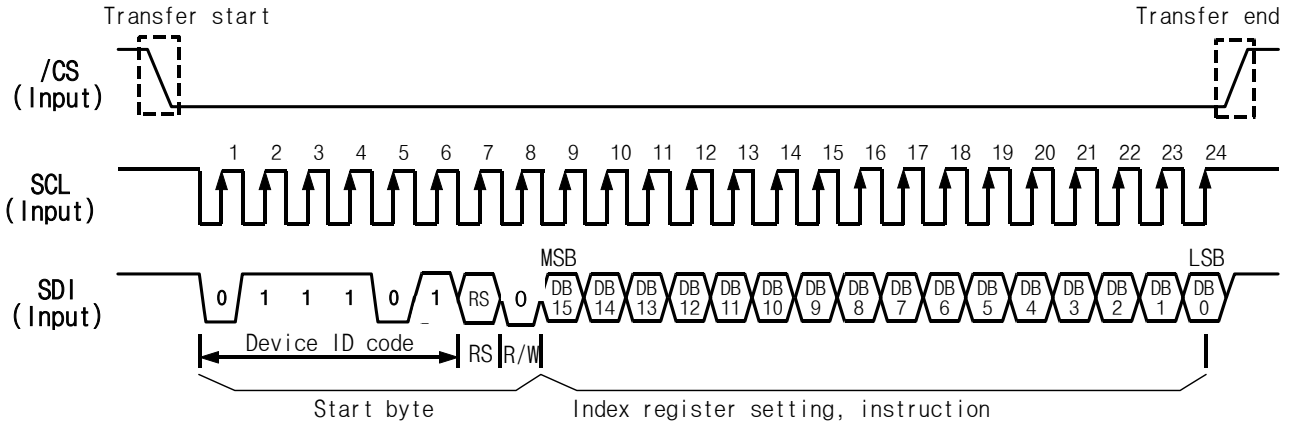 Transfer start
Transfer end
/CS
(Input)
1 2 3 4 5 6 7 8 9 10 11 12 13 14 15 16 17 18 19 20 21 22 23 24
SCL
(Input)
MSB
LSB
SDI
(Input)
0 1 1 1 0 1 RS 0 DB 15 DB 14 DB 13 DB 12 DB 11 DB 10 DB 9 DB 8 DB 7 DB 6 DB 5 DB 4 DB 3 DB 2 DB 1 DB 0
Device ID code
RS
R/W
Start byte
Index register setting, instruction